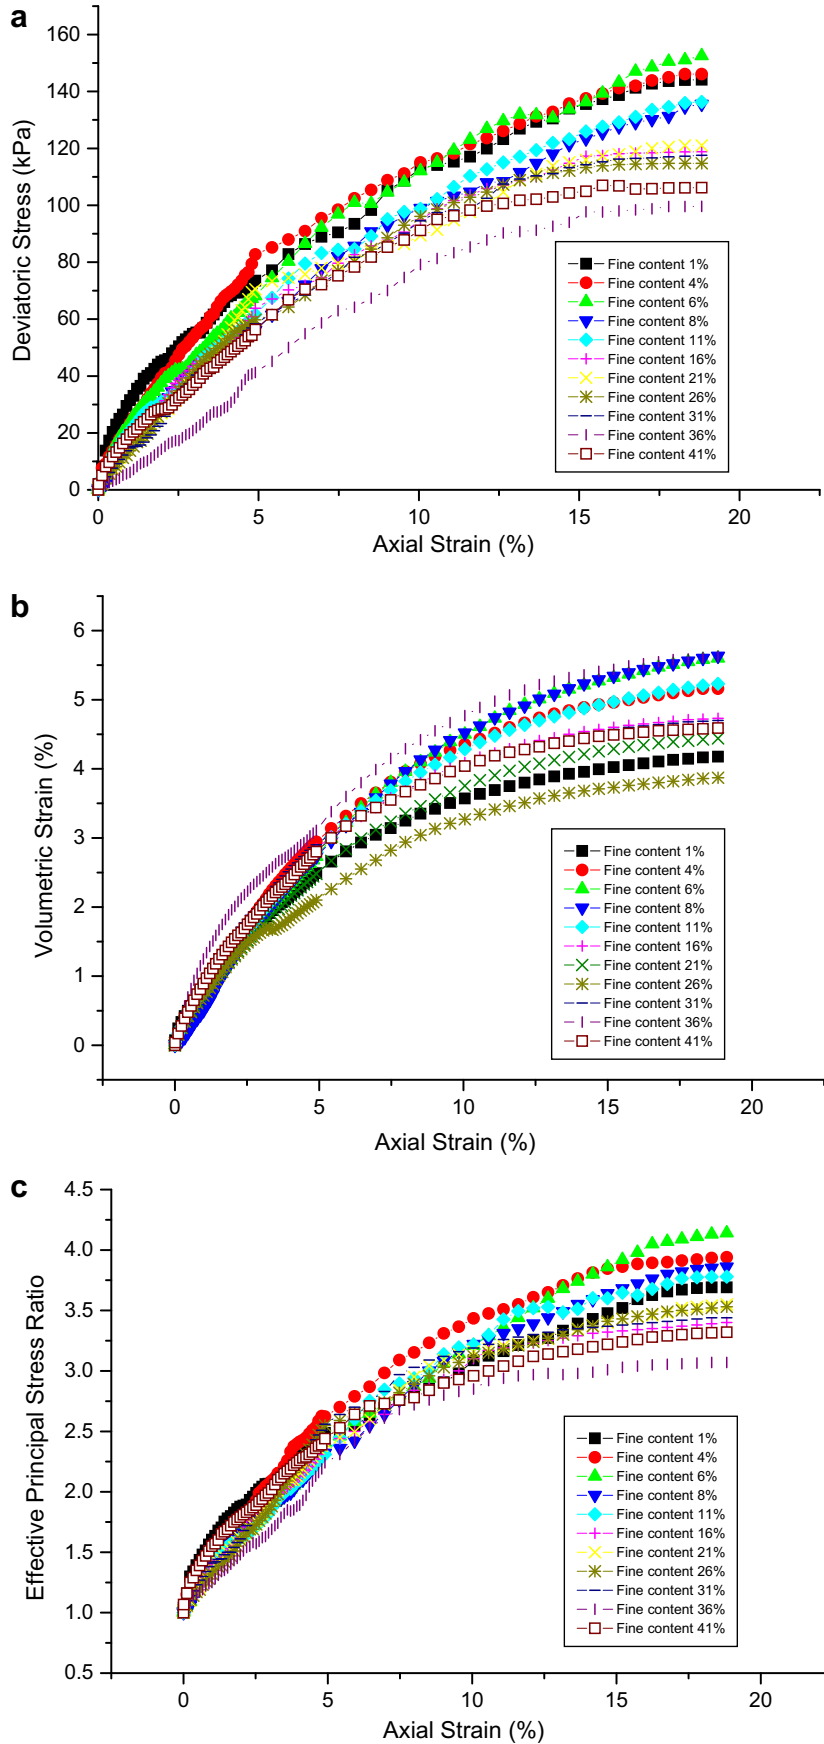 a
160
140
120
100
80
60
40
20
0
Deviatoric Stress (kPa)
Fine content 1%
Fine content 4%
Fine content 6%
Fine content 8%
Fine content 11%
Fine content 16%
Fine content 21%
Fine content 26%
Fine content 31%
Fine content 36%
Fine content 41%
0 5 10 15 20
Axial Strain (%)
b
6
5
4
3
2
1
0
Volumetric Strain (%)
Fine content 1%
Fine content 4%
Fine content 6%
Fine content 8%
Fine content 11%
Fine content 16%
Fine content 21%
Fine content 26%
Fine content 31%
Fine content 36%
Fine content 41%
0 5 10 15 20
Axial Strain (%)
c
4.5
4.0
3.5
3.0
2.5
2.0
1.5
1.0
0.5
Effective Principal Stress Ratio
Fine content 1%
Fine content 4%
Fine content 6%
Fine content 8%
Fine content 11%
Fine content 16%
Fine content 21%
Fine content 26%
Fine content 31%
Fine content 36%
Fine content 41%
0 5 10 15 20
Axial Strain (%)